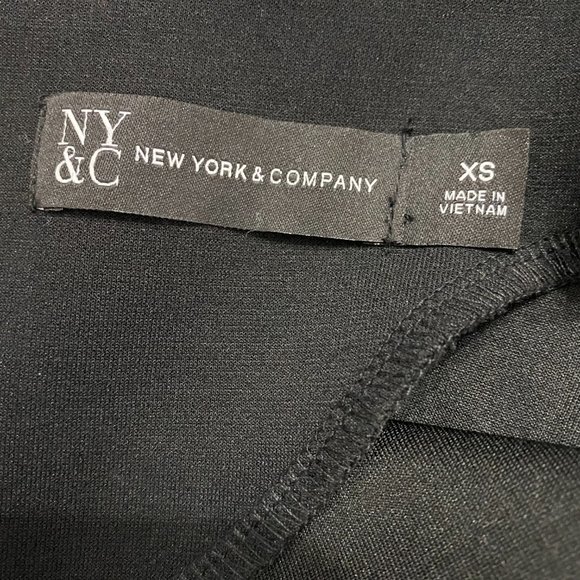 NY
&C
NEW YORK & COMPANY
XS
MADE IN
VIETNAM